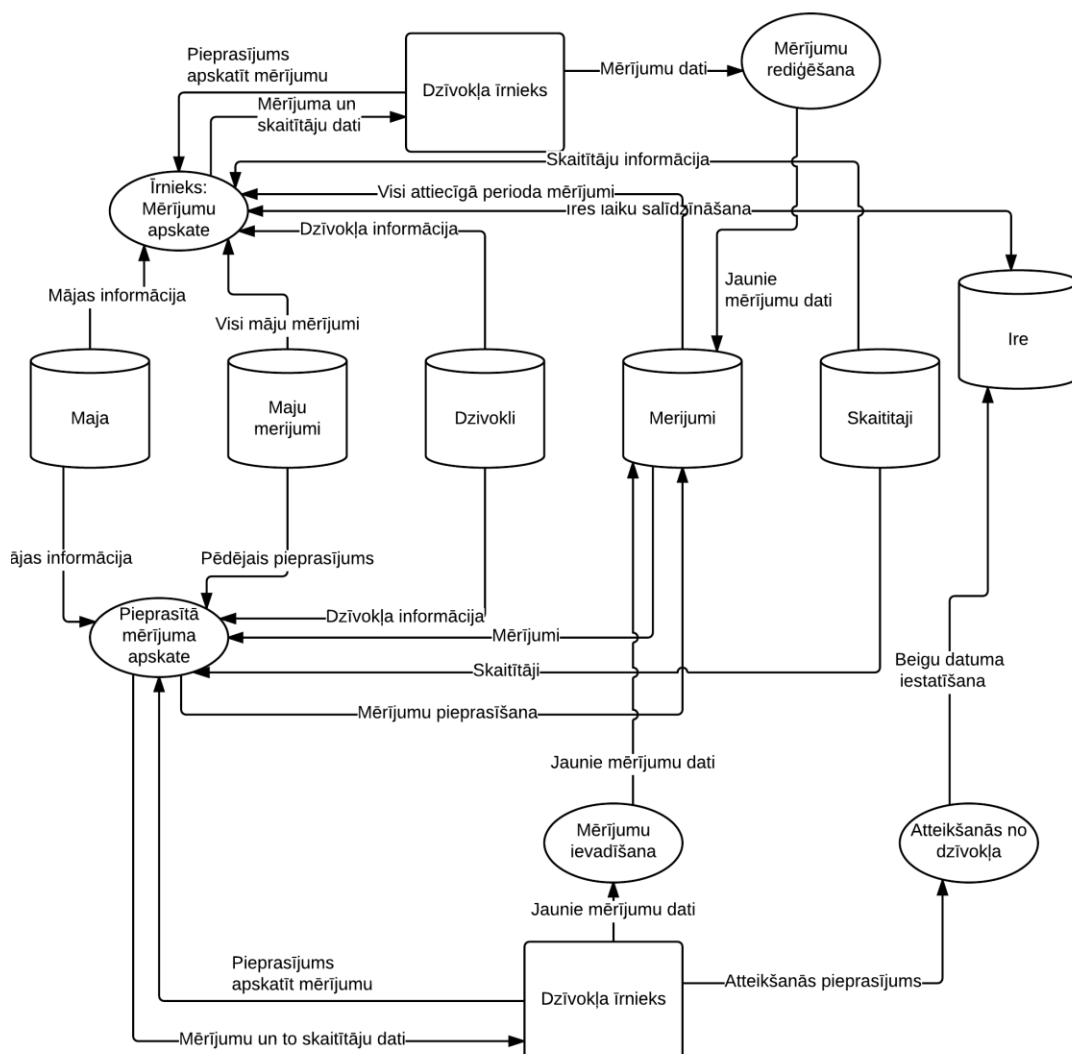 Pieprasījums
apskatīt mērījumu
Dzīvokļa īrnieks
Mērījumu dati
Mērījumu
rediģēšana
Mērījuma un
skaitītāju dati
Skaitītāju informācija
Īrnieks:
Mērījumu
apskate
Visi attiecīgā perioda mērījumi
Īres laiku salīdzināšana
Dzīvokļa informācija
Mājas informācija
Visi māju mērījumi
Jaunie
mērījumu dati
Ire
Maja
Maju
merijumi
Dzivokli
Merijumi
Skaititaji
ājas informācija
Pēdējais pieprasījums
Pieprasītā
mērījuma
apskate
Dzīvokļa informācija
Mērījumi
Skaitītāji
Mērījumu pieprasīšana
Beigu datuma
iestatīšana
Jaunie mērījumu dati
Mērījumu
ievadīšana
Atteikšanās no
dzīvokļa
Jaunie mērījumu dati
Pieprasījums
apskatīt mērījumu
Dzīvokļa īrnieks
Atteikšanās pieprasījums
Mērījumu un to skaitītāju dati